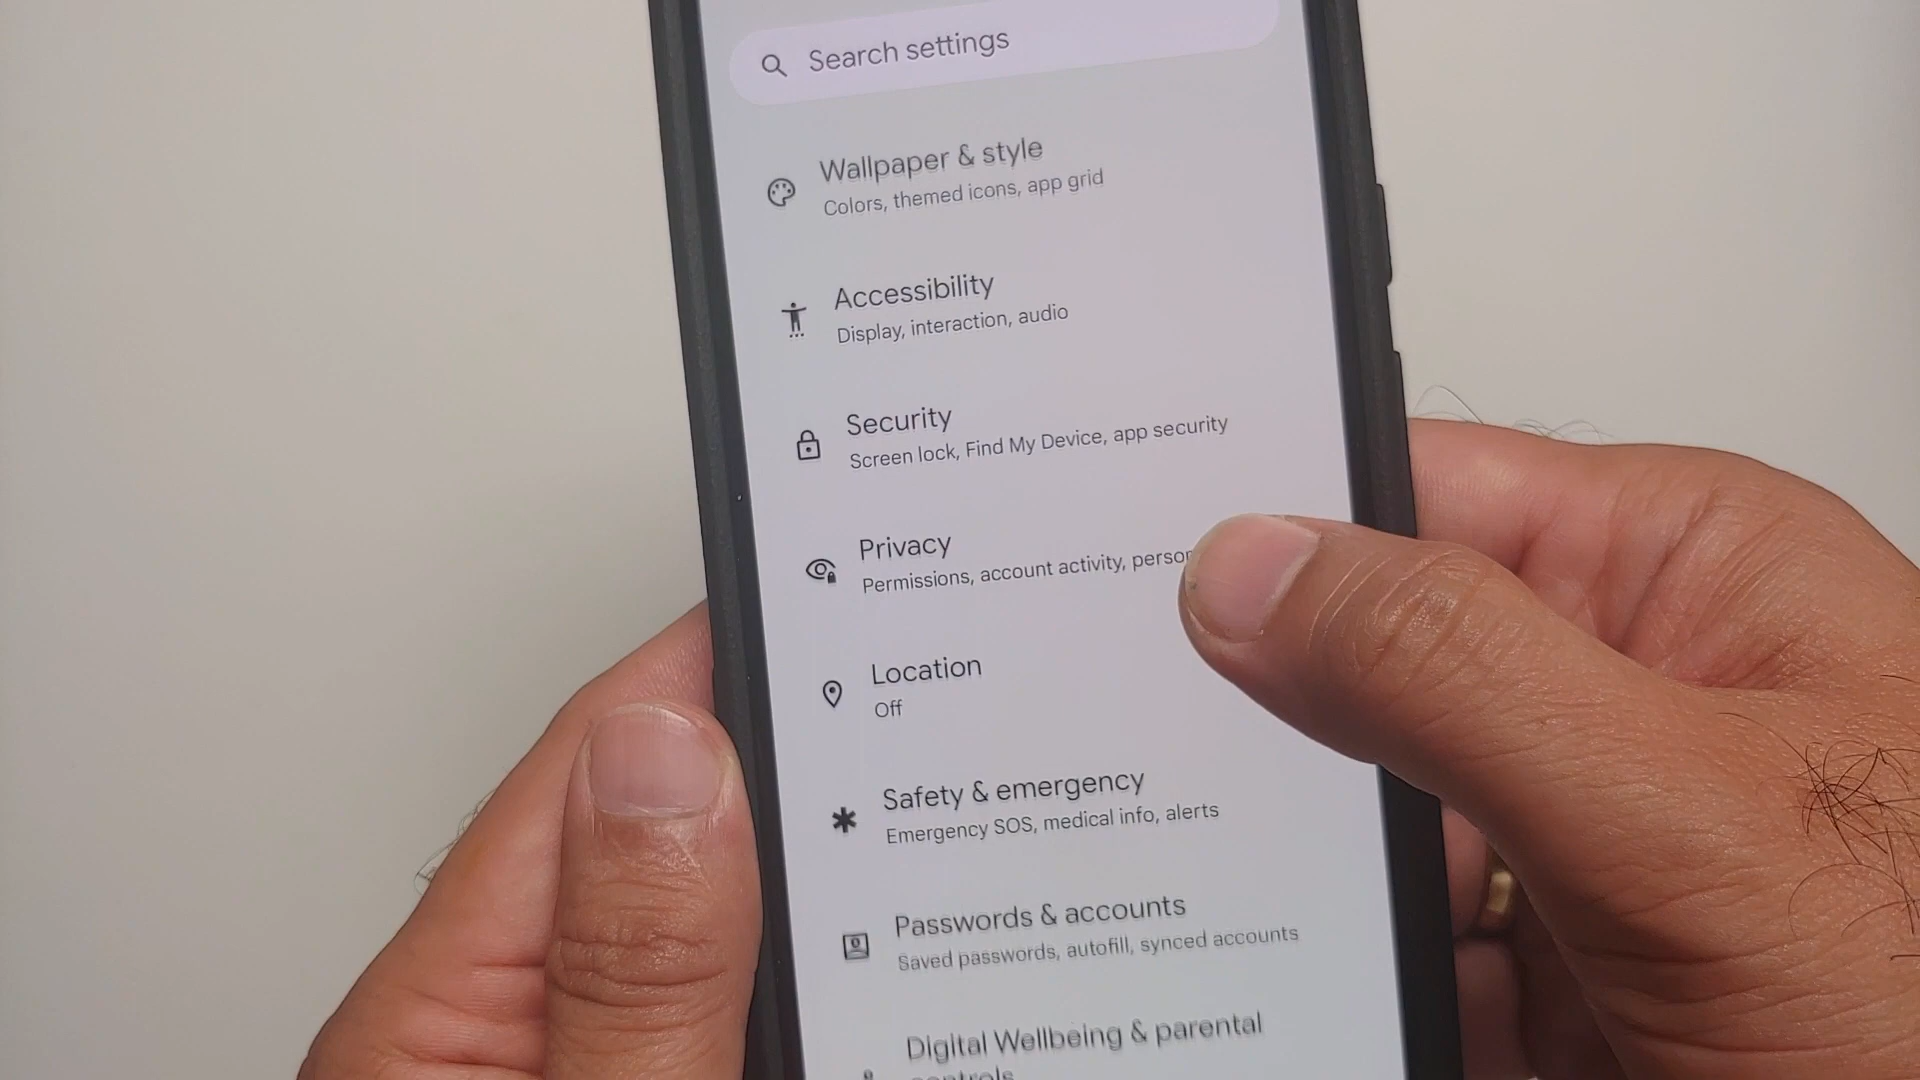 Search settings
Wallpaper & style
Colors, themed icons, app grid
Accessibility
Display, interaction, audio
Security
Screen lock, Find My Device, app security
Privacy
Permissions, account activity,
Location
Off
Safety & emergency
Emergency SOS, medical info, alerts
Passwords & accounts
Saved passwords, autofill, synced accounts
Digital Wellbeing & parental
controls